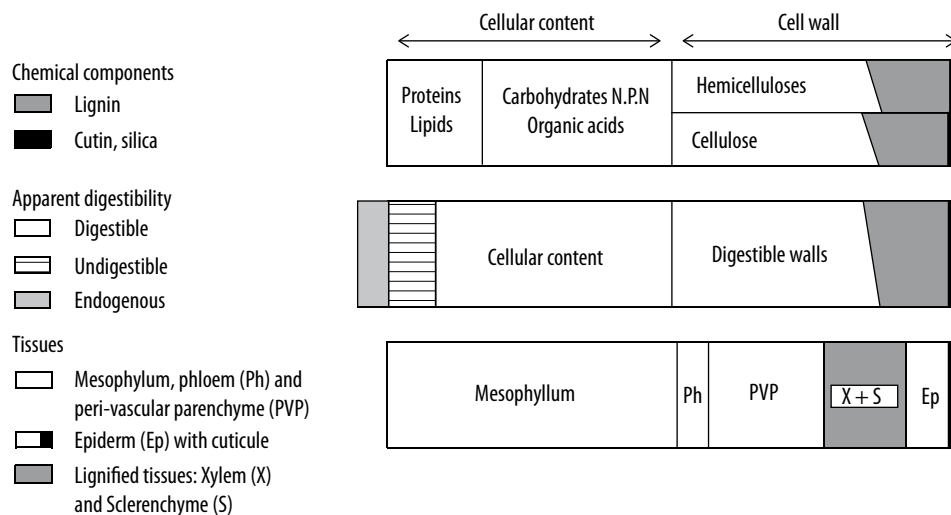 Cellular content
Cell wall
Chemical components
Lignin
Cutin, silica
Proteins
Lipids
Carbohydrates N.P.N
Organic acids
Hemicelluloses
Cellulose
Apparent digestibility
Digestible
Undigestible
Endogenous
Cellular content
Digestible walls
Tissues
Mesophylum, phloem (Ph) and
peri-vascular parenchyme (PVP)
Epiderm (Ep) with cuticule
Lignified tissues: Xylem (X)
and Sclerenchyme (S)
Mesophyllum
Ph
PVP
X + S
Ep